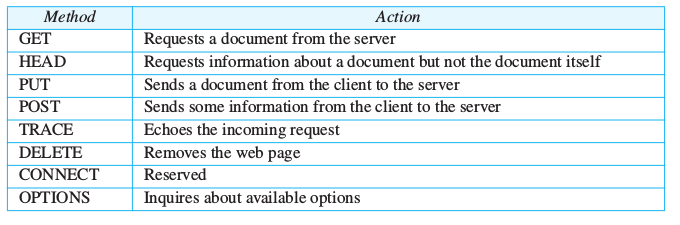 Method Action
GET Requests a document from the server
HEAD Requests information about a document but not the document itself
PUT Sends a document from the client to the server
POST Sends some information from the client to the server
TRACE Echoes the incoming request
DELETE Removes the web page
CONNECT Reserved
OPTIONS Inquires about available options